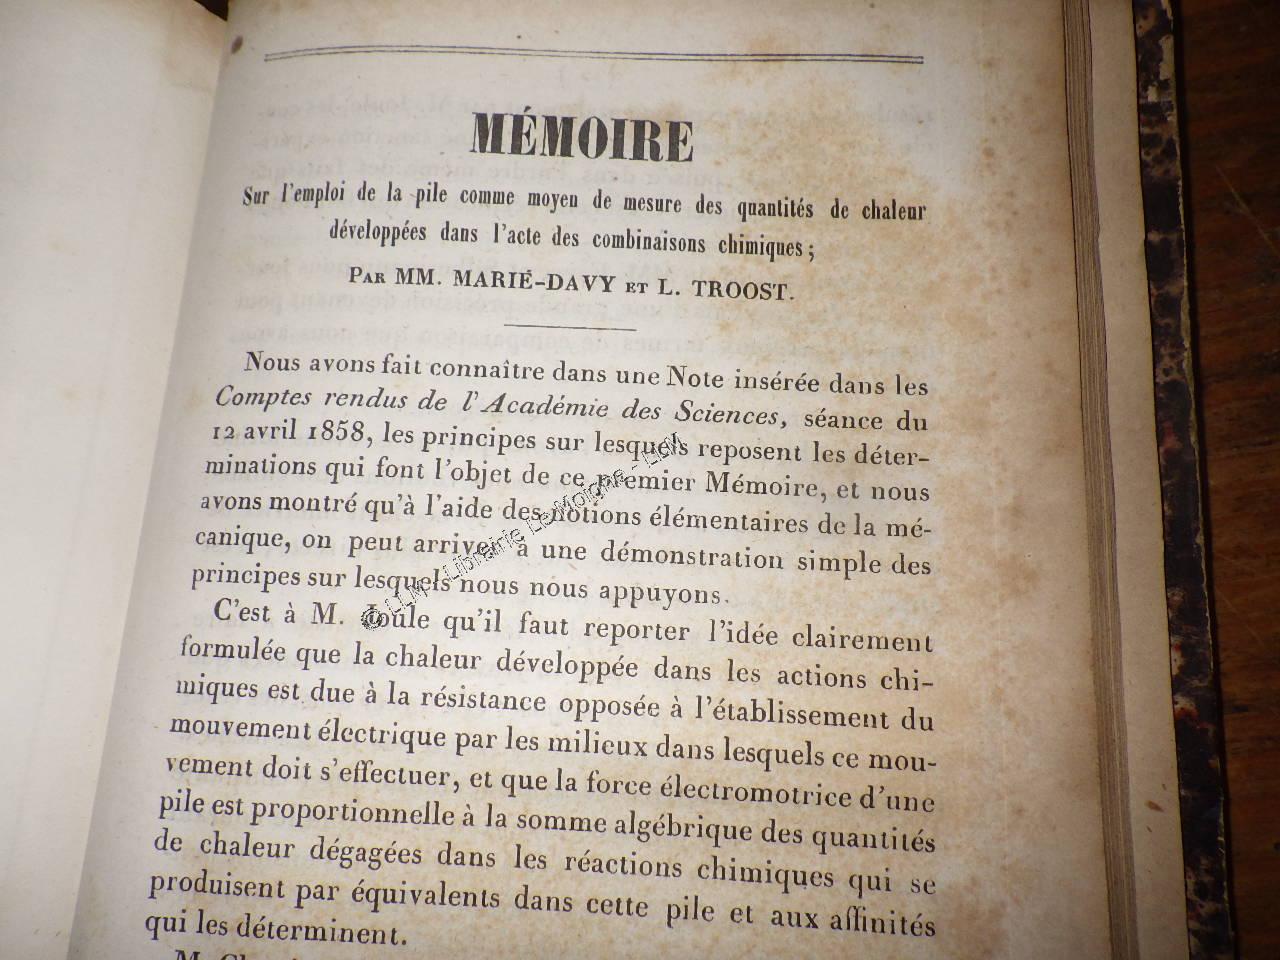 MÉMOIRE
Sur l'emploi de la pile comme moyen de mesure des quantités de chaleur
développées dans l'acte des combinaisons chimiques;
PAR MM. MARIÉ-DAVY ET L. TROOST.
Nous avons fait connaître dans une Note insérée dans les
Comptes rendus de l'Académie des Sciences, séance du
12 avril 1858, les principes sur lesquels reposent les déter-
minations qui font l'objet de ce premier Mémoire, et nous
avons montré qu'à l'aide des notions élémentaires de la mé-
canique, on peut arriver à une démonstration simple des
principes sur lesquels nous nous appuyons.
C'est à M. Joule qu'il faut reporter l'idée clairement
formulée que la chaleur développée dans les actions chi-
miques est due à la résistance opposée à l'établissement du
mouvement électrique par les milieux dans lesquels ce mou-
vement doit s'effectuer, et que la force électromotrice d'une
pile est proportionnelle à la somme algébrique des quantités
de chaleur dégagées dans les réactions chimiques qui se
produisent par équivalents dans cette pile et aux affinités
qui les déterminent.
© LLM - Librairie Le Moigne - LLM